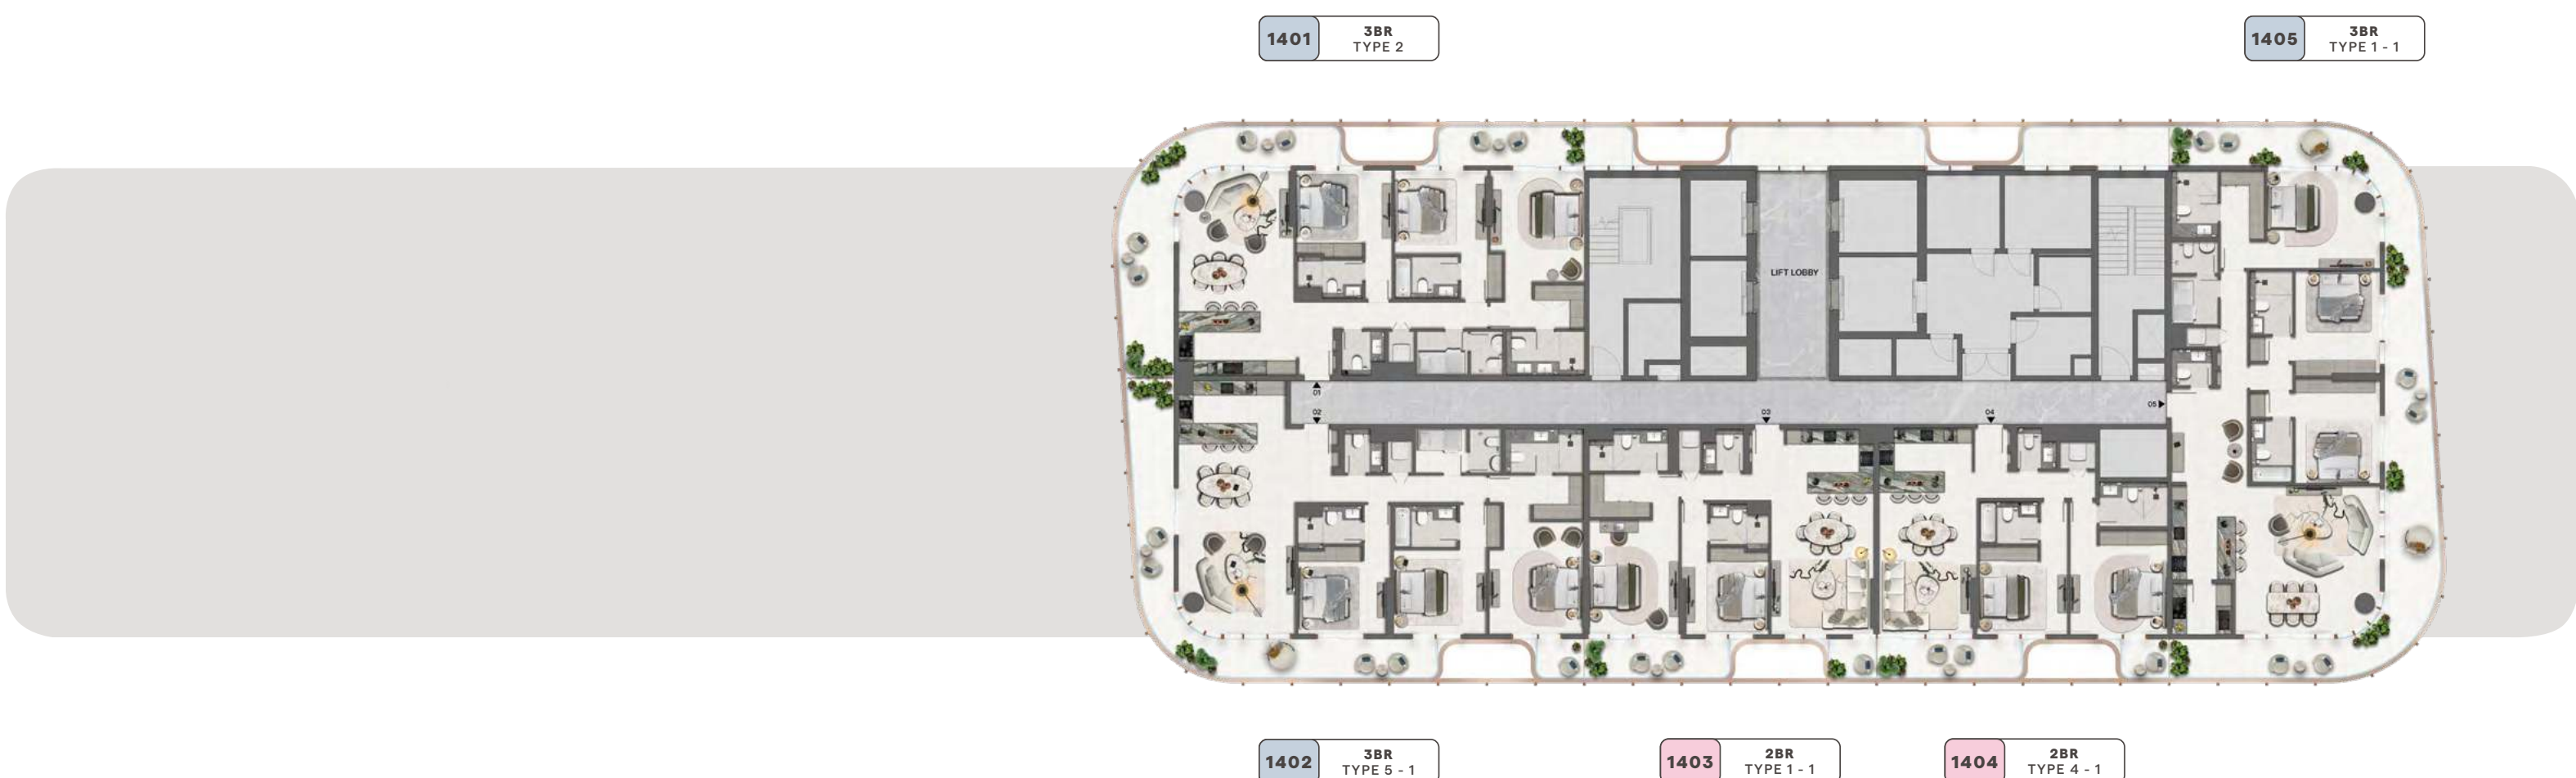 1401 3BR
TYPE 2
1405 3BR
TYPE 1 - 1
LIFT LOBBY
01
02
03
04
05
1402 3BR
TYPE 5 - 1
1403 2BR
TYPE 1 - 1
1404 2BR
TYPE 4 - 1